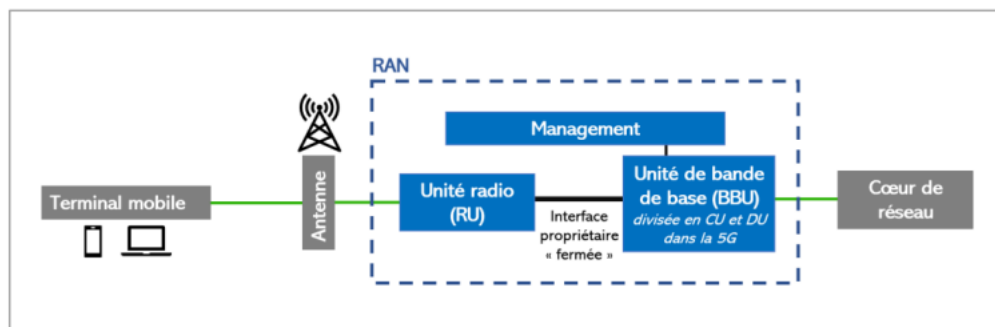 RAN
Management
Terminal mobile
Antenne
Unité radio
(RU)
Interface
propriétaire
« fermée »
Unité de bande
de base (BBU)
divisée en CU et DU
dans la 5G
Cœur de
réseau